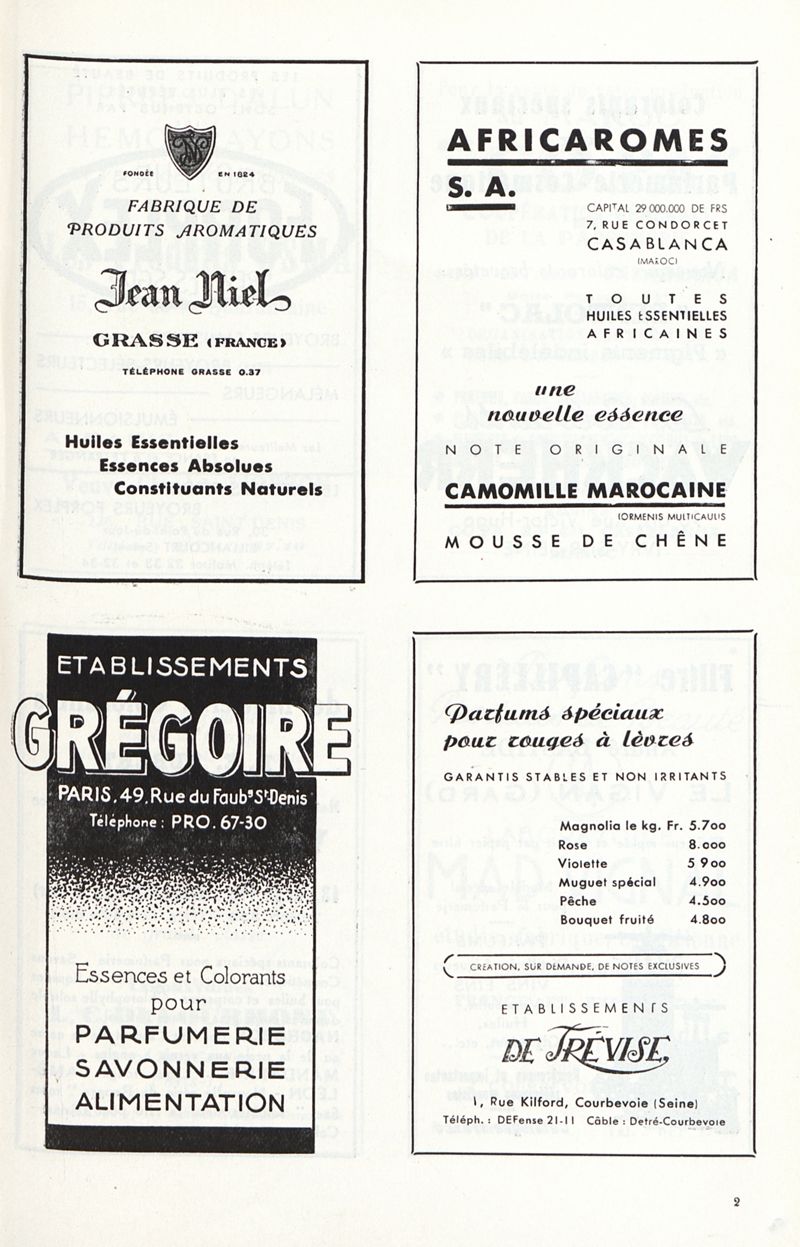 FONDÉE EN 1824
FABRIQUE DE
PRODUITS AROMATIQUES
Jean Niel
GRASSE (FRANCE)
TÉLÉPHONE GRASSE 0.37
Huiles Essentielles
Essences Absolues
Constituants Naturels
AFRICAROMES
S. A.
CAPITAL 29 000.000 DE FRS
7, RUE CONDORCET
CASABLANCA
(MAROC)
TOUTES
HUILES ESSENTIELLES
AFRICAINES
une
nouvelle essence
NOTE ORIGINALE
CAMOMILLE MAROCAINE
(ORMENIS MULTICAULIS
MOUSSE DE CHÊNE
ETABLISSEMENTS
GRÉGOIRE
PARIS, 49, Rue du Faubg St-Denis
Téléphone : PRO. 67-30
Essences et Colorants
pour
PARFUMERIE
SAVONNERIE
ALIMENTATION
Parfums spéciaux
pour rouges à lèvres
GARANTIS STABLES ET NON IRRITANTS
Magnolia le kg. Fr. 5.700
Rose 8.000
Violette 5 900
Muguet spécial 4.900
Pêche 4.500
Bouquet fruité 4.800
CRÉATION, SUR DEMANDE, DE NOTES EXCLUSIVES
ETABLISSEMENTS
DE TRÉVISE,
1, Rue Kilford, Courbevoie (Seine)
Téléph. : DEFense 21-11 Câble : Detré-Courbevoie
2